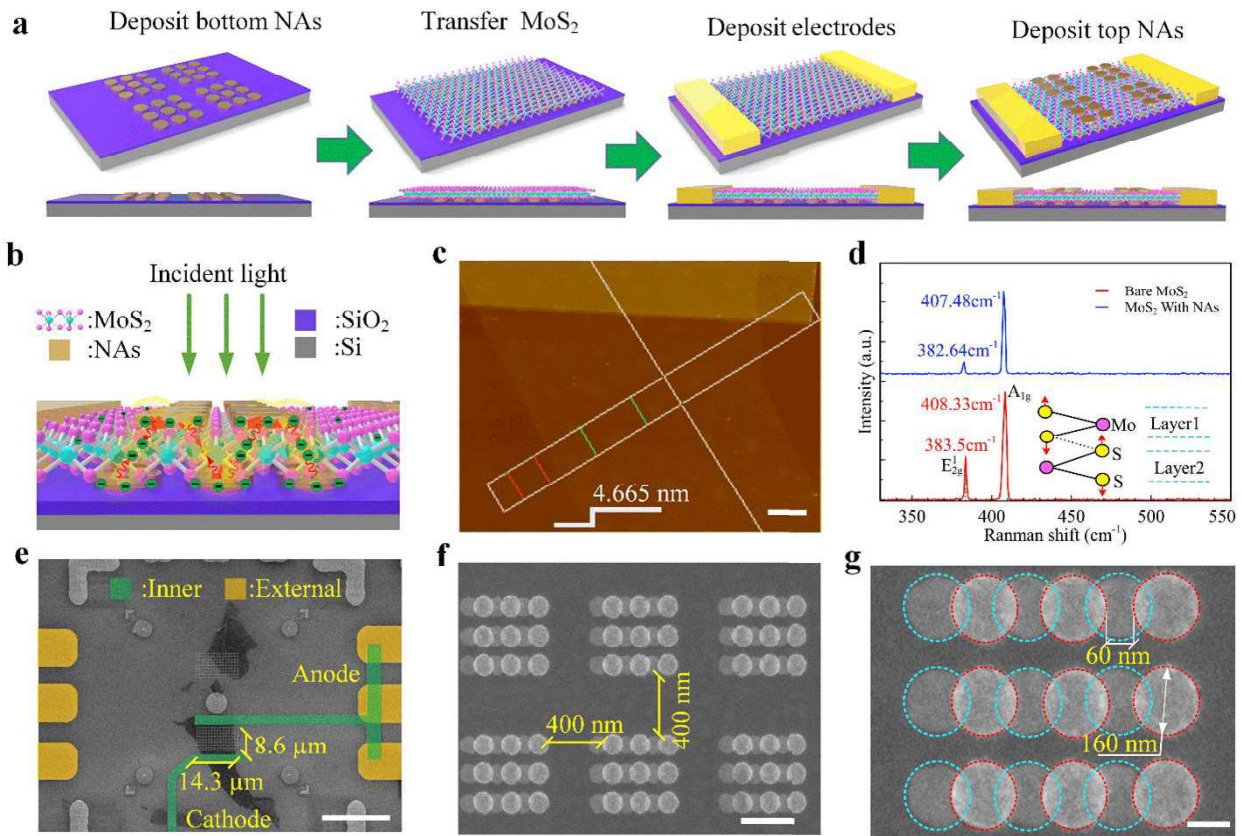 a
Deposit bottom NAs
Transfer MoS₂
Deposit electrodes
Deposit top NAs
b
Incident light
:MoS₂
:SiO₂
:NAs
:Si
c
4.665 nm
d
Bare MoS₂
MoS₂ With NAs
407.48cm⁻¹
382.64cm⁻¹
408.33cm⁻¹
383.5cm⁻¹
A₁g
E¹₂g
Mo
S
S
Layer1
Layer2
Intensity (a.u.)
350
400
450
500
550
Ranman shift (cm⁻¹)
e
:Inner
:External
Anode
8.6 µm
14.3 µm
Cathode
f
400 nm
400 nm
g
60 nm
160 nm